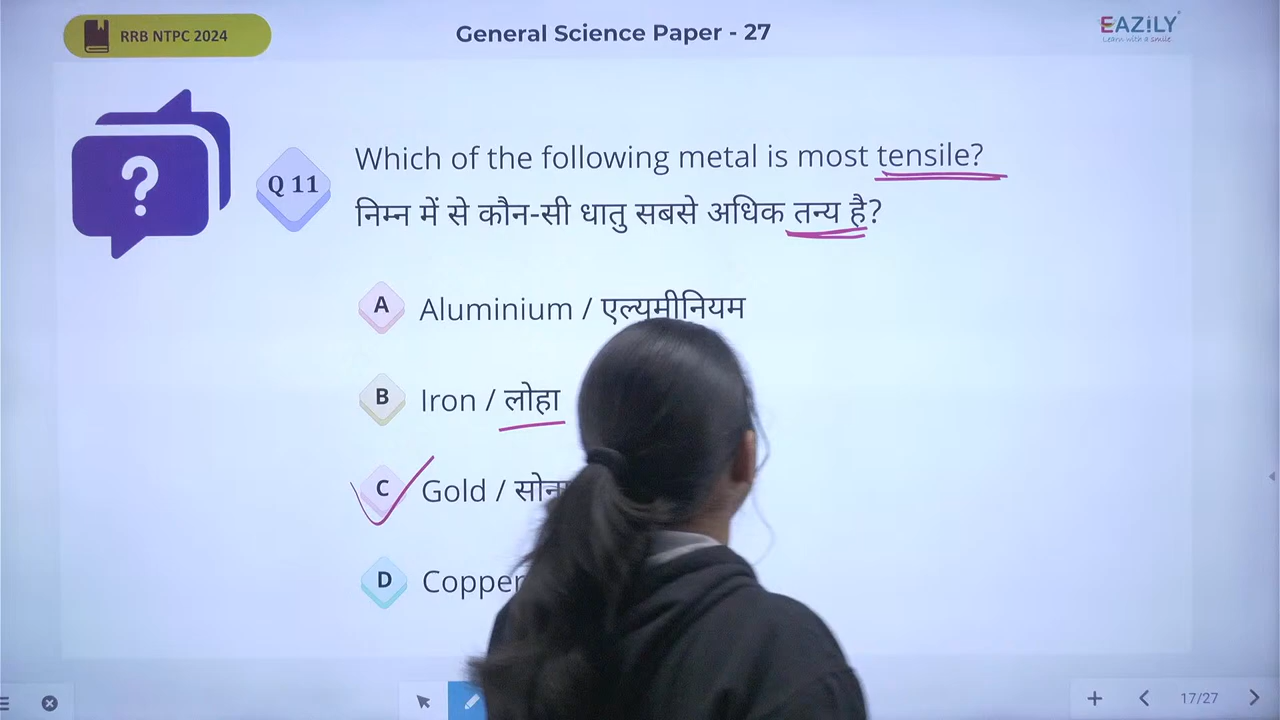 RRB NTPC 2024
General Science Paper - 27
EAZiLY
Learn with a smile
?
Q 11
Which of the following metal is most tensile?
निम्न में से कौन-सी धातु सबसे अधिक तन्य है?
A Aluminium / एल्युमीनियम
B Iron / लोहा
C Gold / सोना
D Copper
17/27